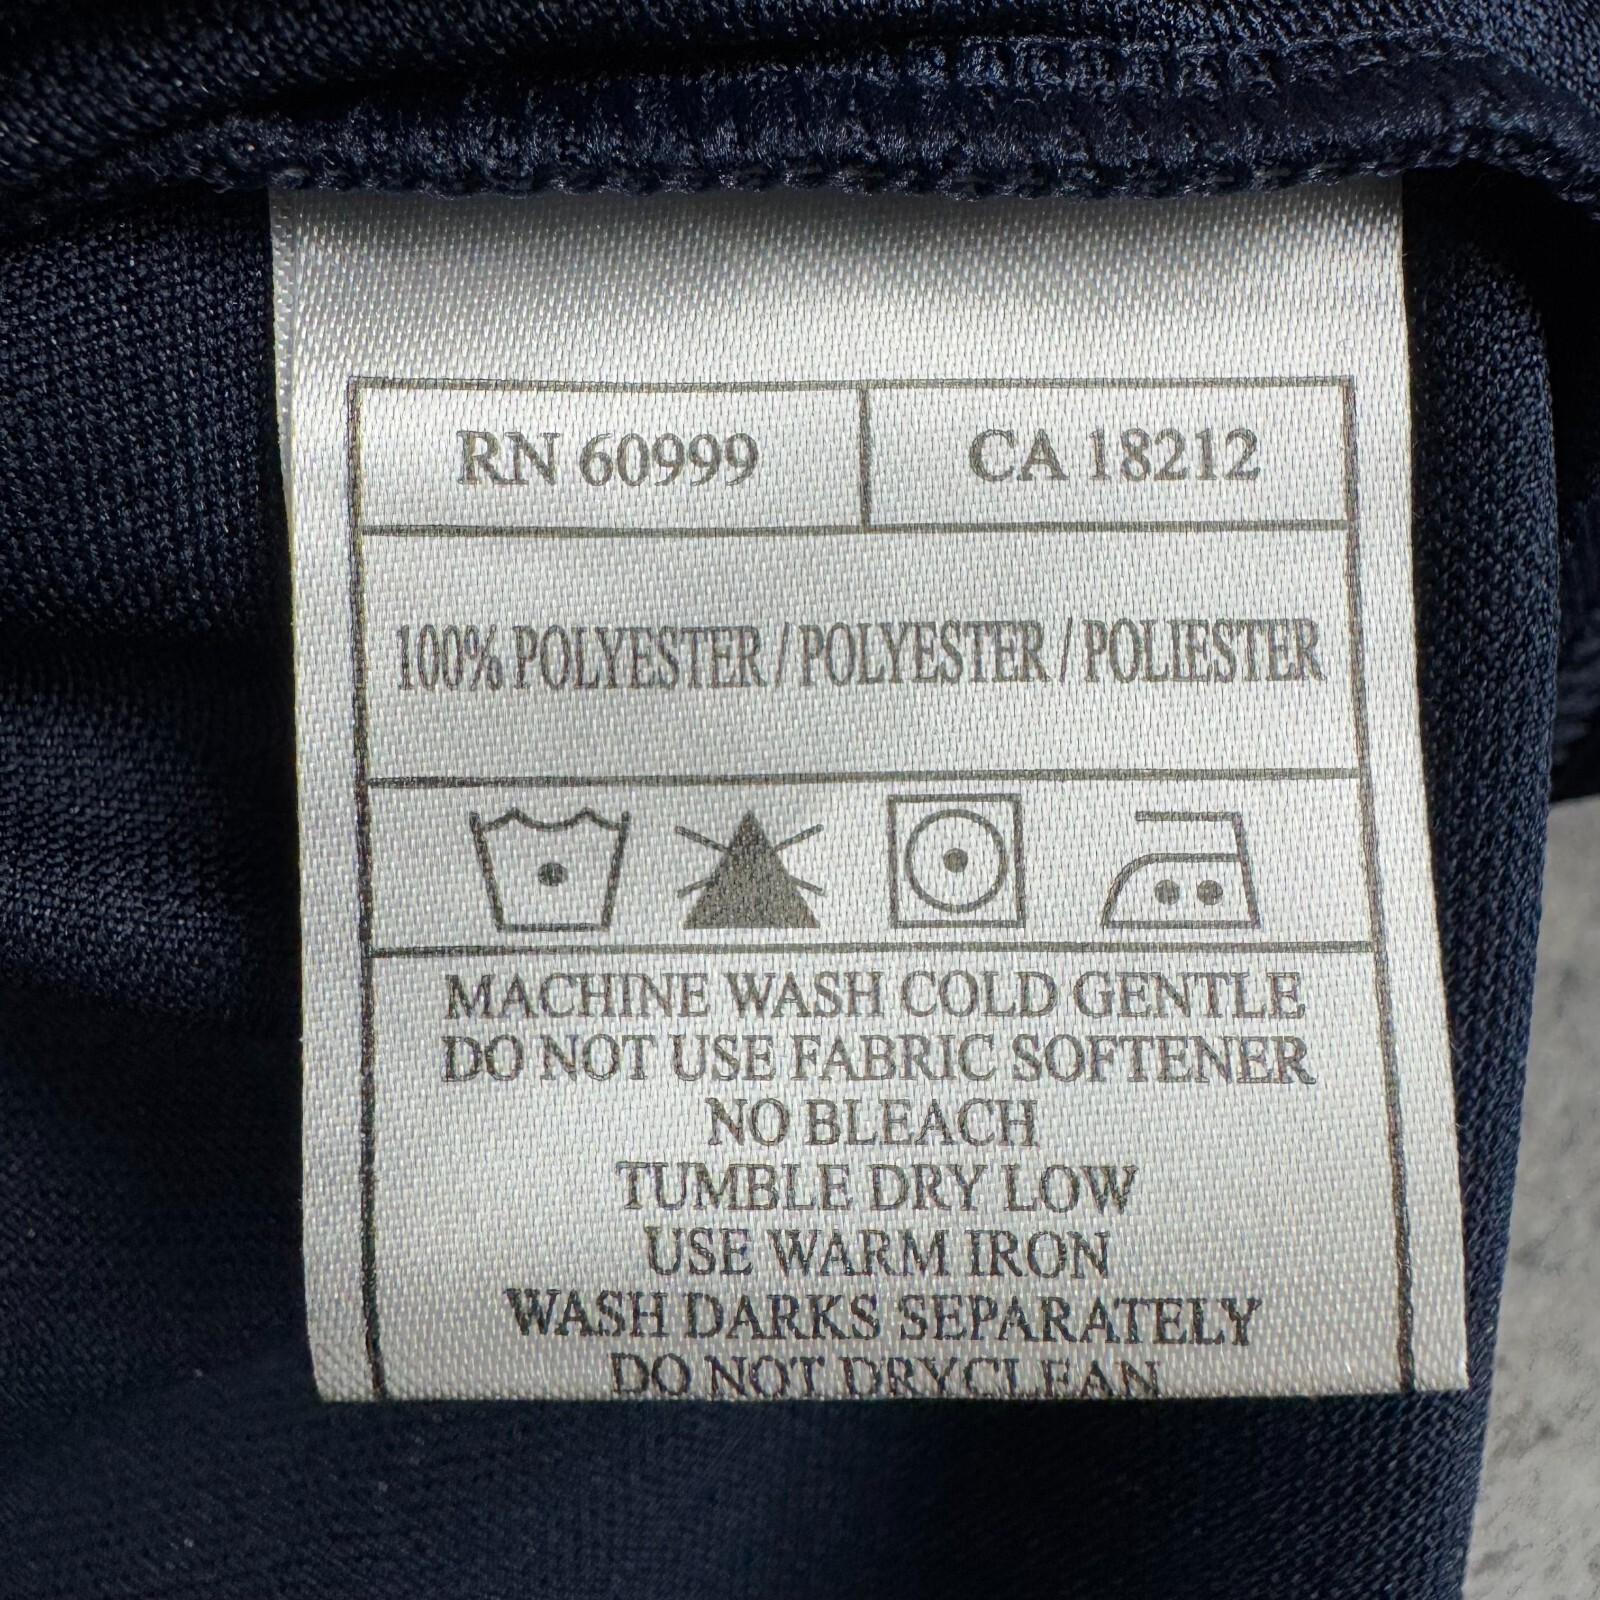 RN 60999 CA 18212
100% POLYESTER / POLYESTER / POLIESTER
MACHINE WASH COLD GENTLE
DO NOT USE FABRIC SOFTENER
NO BLEACH
TUMBLE DRY LOW
USE WARM IRON
WASH DARKS SEPARATELY
DO NOT DRYCLEAN